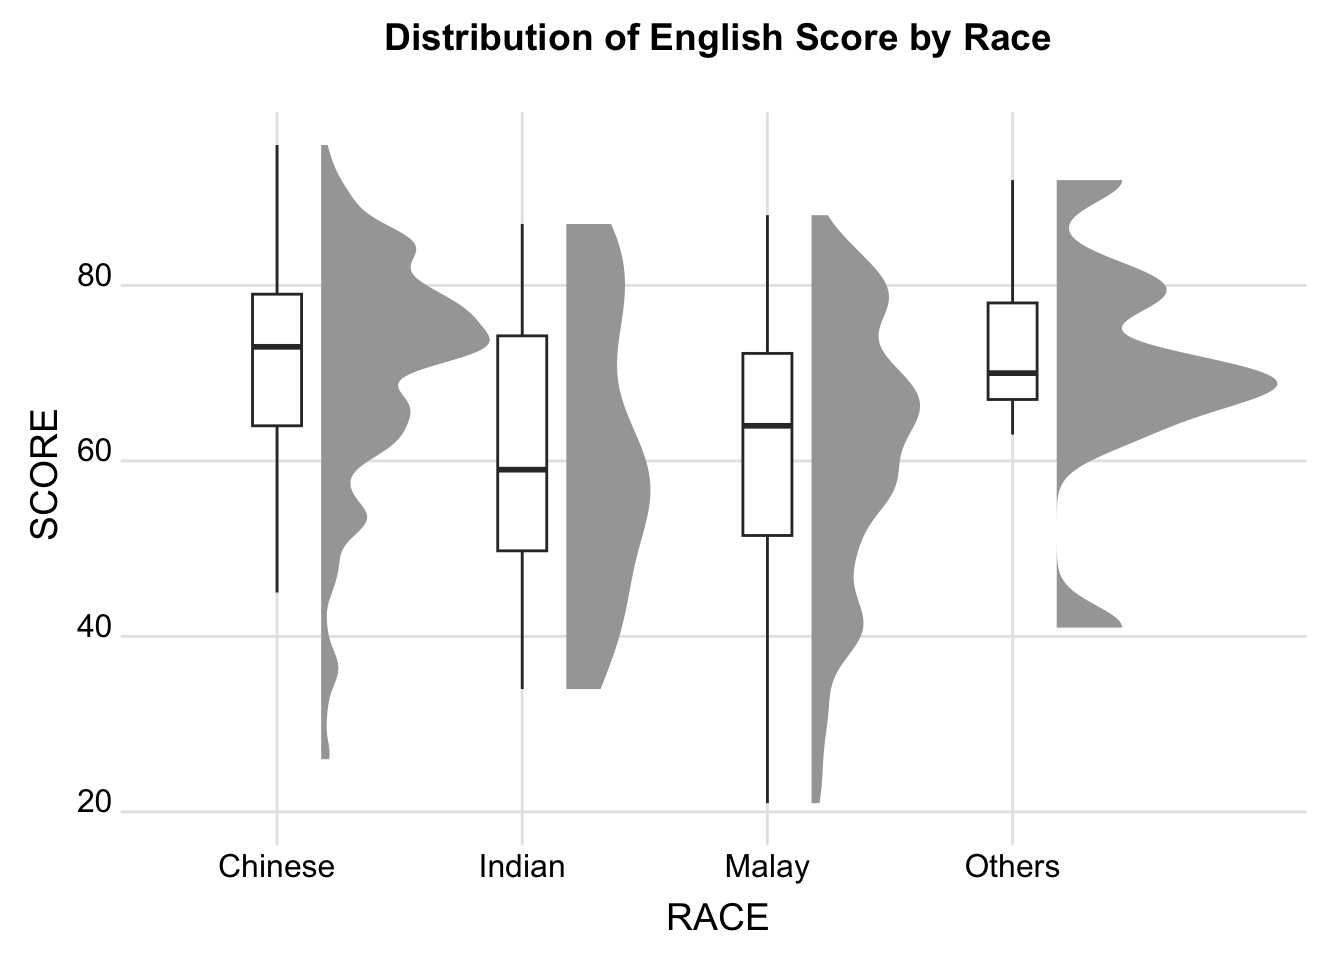 Distribution of English Score by Race
SCORE
80
60
40
20
Chinese Indian Malay Others
RACE